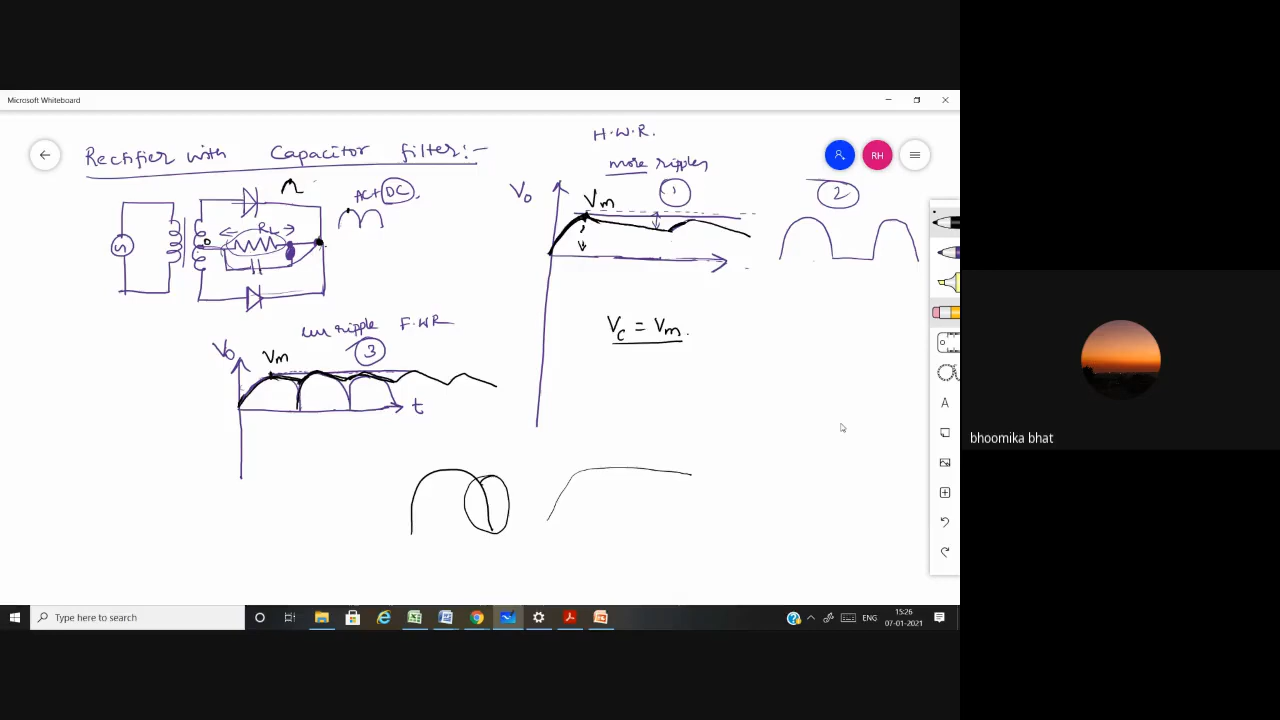 Microsoft Whiteboard
Rectifier with Capacitor filter:-
H.W.R.
more ripples
1
2
AC+DC.
RL
Vo
Vm
Vc = Vm.
ripple F.WR
3
Vo
Vm
t
RH
A
bhoomika bhat
Type here to search
ENG
15:26
07-01-2021